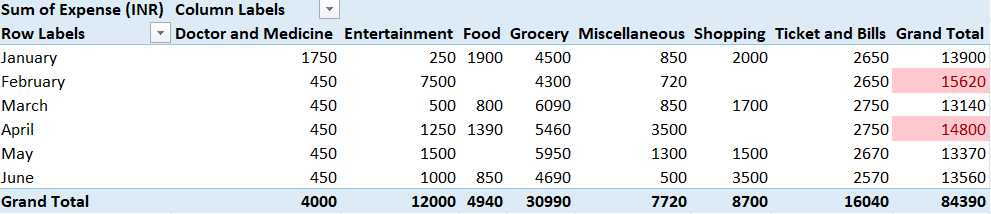 Sum of Expense (INR) Column Labels
Row Labels Doctor and Medicine Entertainment Food Grocery Miscellaneous Shopping Ticket and Bills Grand Total
January 1750 250 1900 4500 850 2000 2650 13900
February 450 7500 4300 720 2650 15620
March 450 500 800 6090 850 1700 2750 13140
April 450 1250 1390 5460 3500 2750 14800
May 450 1500 5950 1300 1500 2670 13370
June 450 1000 850 4690 500 3500 2570 13560
Grand Total 4000 12000 4940 30990 7720 8700 16040 84390